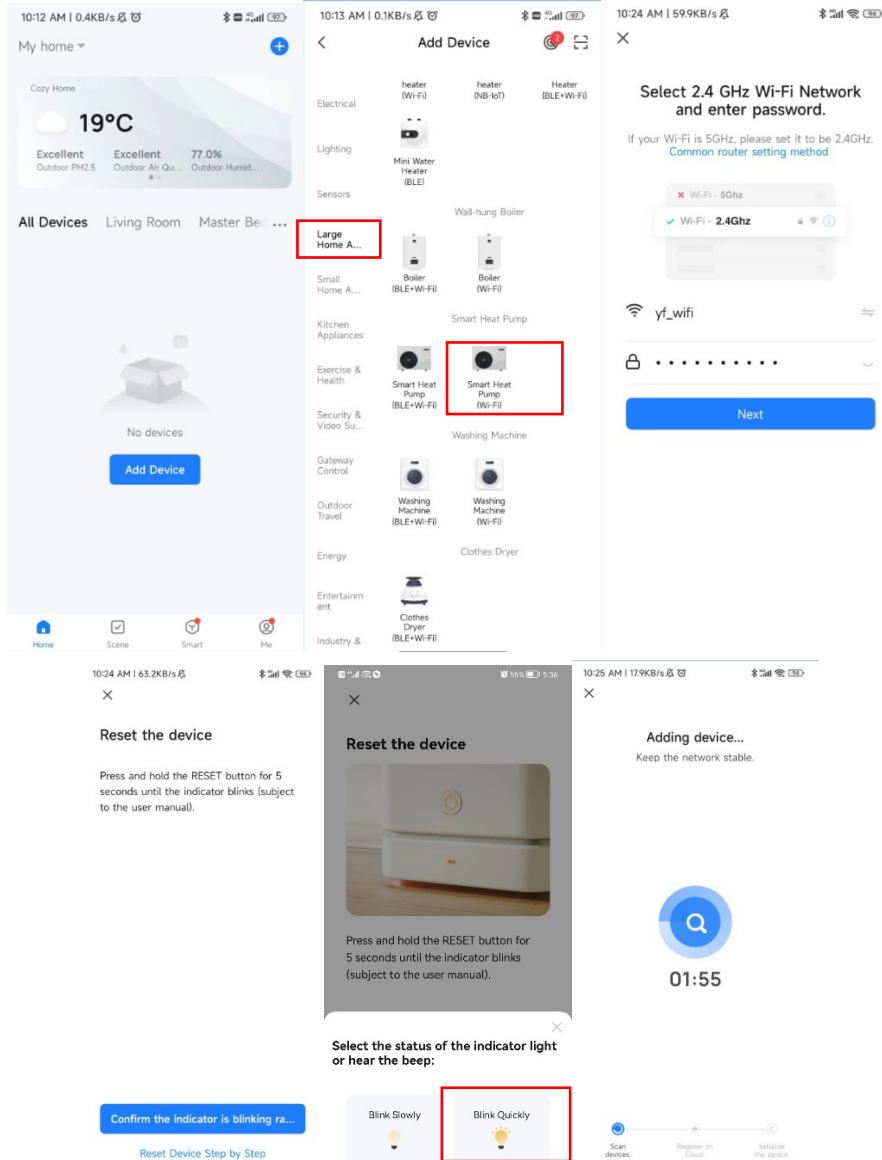 10:12 AM | 0.4KB/s
97
My home
Cozy Home
19°C
Excellent
Excellent
77.0%
Outdoor PM2.5
Outdoor Air Qu...
Outdoor Humid...
All Devices
Living Room
Master Bec ...
No devices
Add Device
Home
Scene
Smart
Me
10:13 AM | 0.1KB/s
97
Add Device
2
Electrical
Lighting
Sensors
Large
Home A...
Small
Home A...
Kitchen
Appliances
Exercise &
Health
Security &
Video Su...
Gateway
Control
Outdoor
Travel
Energy
Entertainm
ent
Industry &
heater
(Wi-Fi)
heater
(NB-IoT)
Heater
(BLE+Wi-Fi)
Mini Water
Heater
(BLE)
Wall-hung Boiler
Boiler
(BLE+Wi-Fi)
Boiler
(Wi-Fi)
Smart Heat Pump
Smart Heat
Pump
(BLE+Wi-Fi)
Smart Heat
Pump
(Wi-Fi)
Washing Machine
Washing
Machine
(BLE+Wi-Fi)
Washing
Machine
(Wi-Fi)
Clothes Dryer
Clothes
Dryer
(BLE+Wi-Fi)
10:24 AM | 59.9KB/s
Select 2.4 GHz Wi-Fi Network
and enter password.
If your Wi-Fi is 5GHz, please set it to be 2.4GHz.
Common router setting method
Wi-Fi - 5Ghz
Wi-Fi - 2.4Ghz
yf_wifi
Next
10:24 AM | 63.2KB/s
Reset the device
Press and hold the RESET button for 5
seconds until the indicator blinks (subject
to the user manual).
Confirm the indicator is blinking ra...
Reset Device Step by Step
55% 5:36
Reset the device
Press and hold the RESET button for
5 seconds until the indicator blinks
(subject to the user manual).
Select the status of the indicator light
or hear the beep:
Blink Slowly
Blink Quickly
10:25 AM | 17.9KB/s
Adding device...
Keep the network stable.
01:55
Scan
devices.
Register on
Cloud.
Initialize
the device.